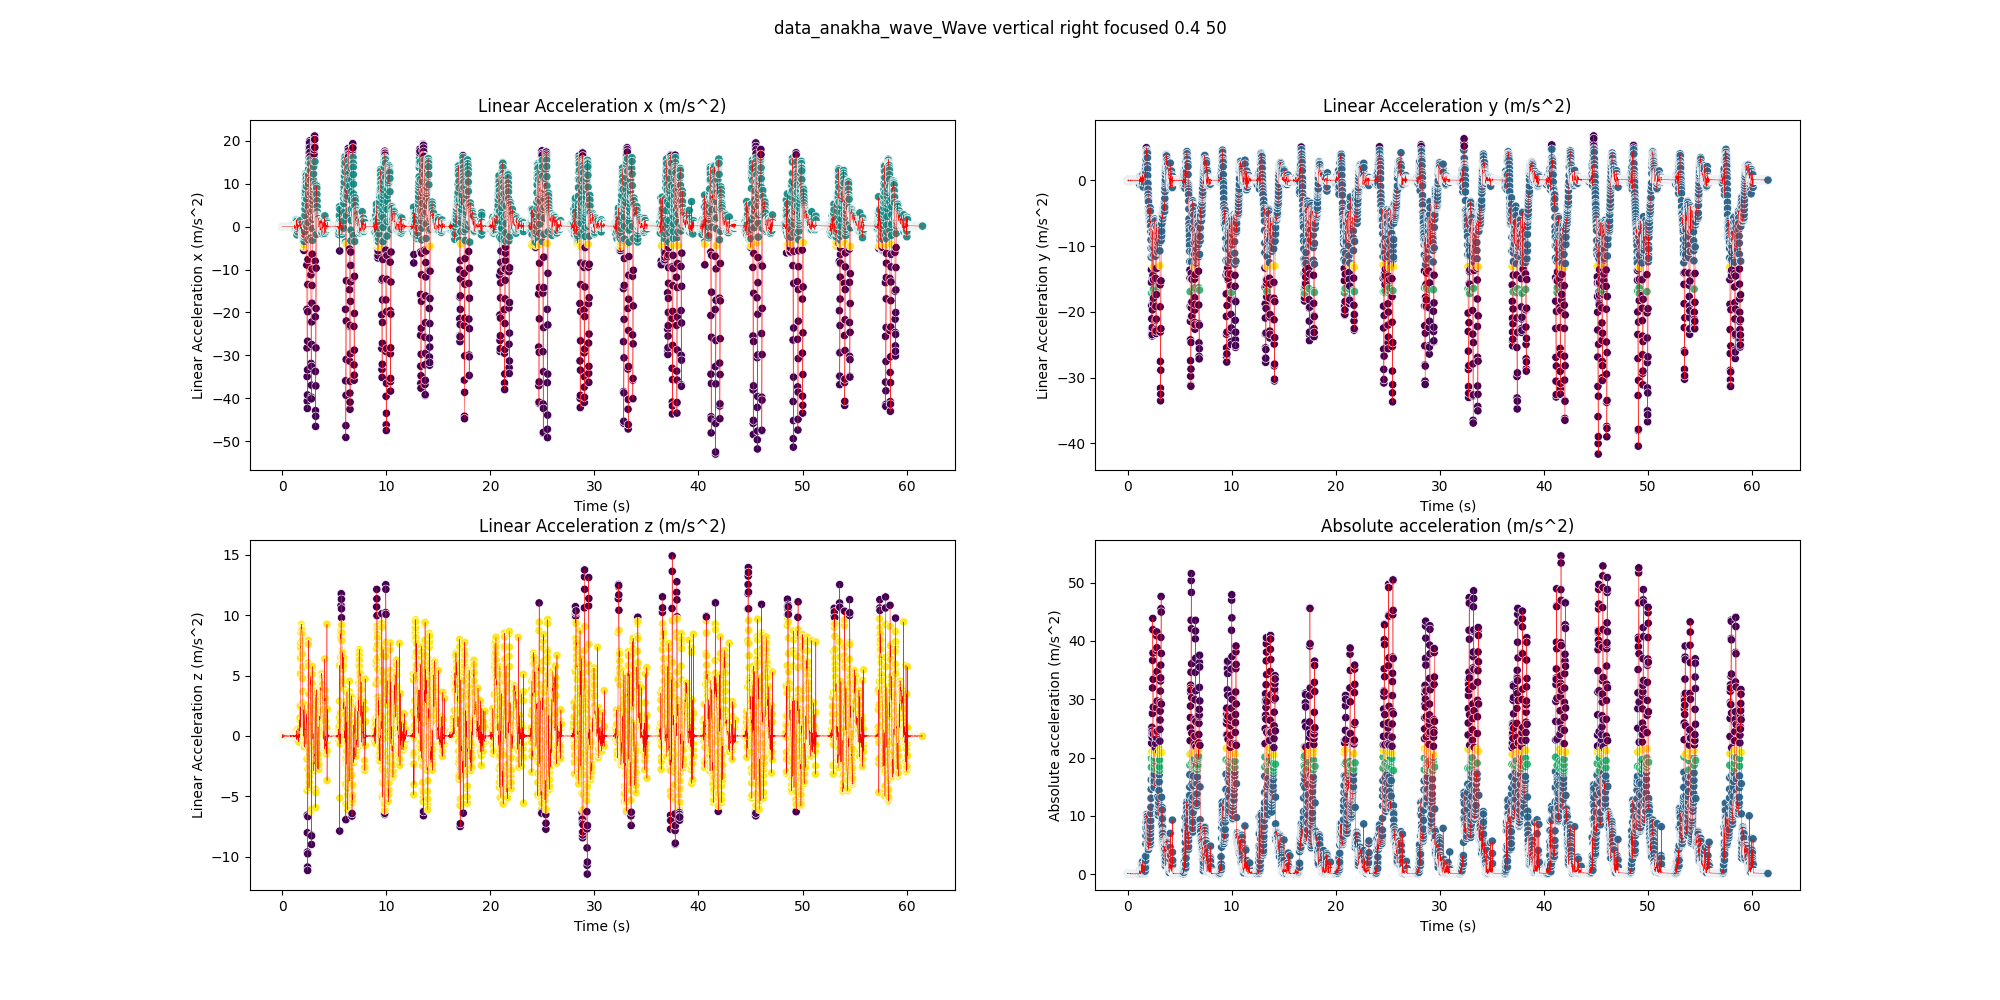 data_anakha_wave_Wave vertical right focused 0.4 50
Linear Acceleration x (m/s^2)
Linear Acceleration x (m/s^2)
20
10
0
−10
−20
−30
−40
−50
0 10 20 30 40 50 60
Time (s)
Linear Acceleration y (m/s^2)
Linear Acceleration y (m/s^2)
0
−10
−20
−30
−40
0 10 20 30 40 50 60
Time (s)
Linear Acceleration z (m/s^2)
Linear Acceleration z (m/s^2)
15
10
5
0
−5
−10
0 10 20 30 40 50 60
Time (s)
Absolute acceleration (m/s^2)
Absolute acceleration (m/s^2)
50
40
30
20
10
0
0 10 20 30 40 50 60
Time (s)